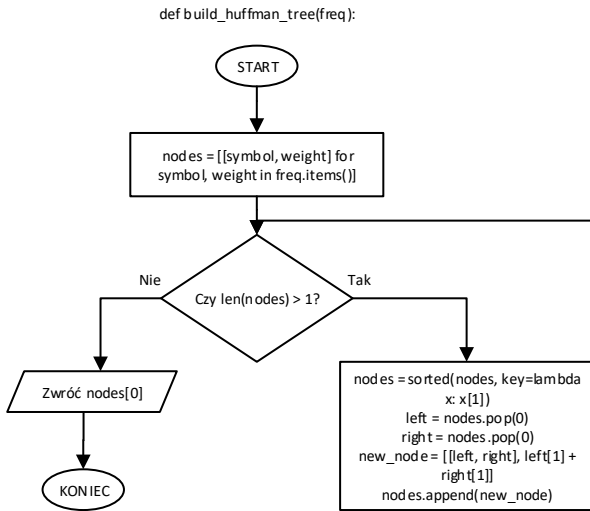 def build_huffman_tree(freq):
START
nodes = [[symbol, weight] for
symbol, weight in freq.items()]
Nie
Tak
Czy len(nodes) > 1?
Zwróć nodes[0]
nodes = sorted(nodes, key=lambda
x: x[1])
left = nodes.pop(0)
right = nodes.pop(0)
new_node = [[left, right], left[1] +
right[1]]
nodes.append(new_node)
KONIEC